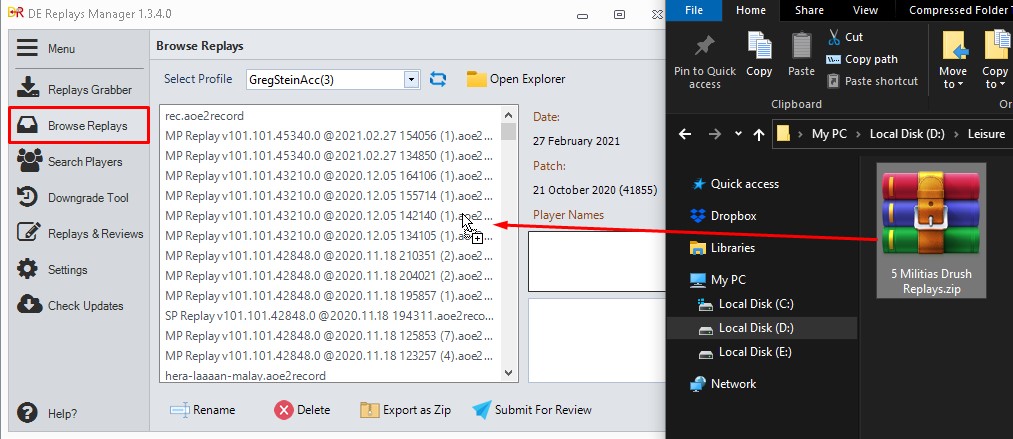 DR DE Replays Manager 1.3.4.0
Menu
Replays Grabber
Browse Replays
Search Players
Downgrade Tool
Replays & Reviews
Settings
Check Updates
Help?
Browse Replays
Select Profile GregSteinAcc(3) Open Explorer
rec.aoe2record
MP Replay v101.101.45340.0 @2021.02.27 154056 (1).aoe2...
MP Replay v101.101.45340.0 @2021.02.27 134850 (1).aoe2...
MP Replay v101.101.43210.0 @2020.12.05 164106 (1).aoe2...
MP Replay v101.101.43210.0 @2020.12.05 155714 (1).aoe2...
MP Replay v101.101.43210.0 @2020.12.05 142140 (1).aoe2...
MP Replay v101.101.43210.0 @2020.12.05 134105 (1).aoe2...
MP Replay v101.101.42848.0 @2020.11.18 210351 (2).aoe2...
MP Replay v101.101.42848.0 @2020.11.18 204021 (2).aoe2...
MP Replay v101.101.42848.0 @2020.11.18 195857 (1).aoe2...
SP Replay v101.101.42848.0 @2020.11.18 194311.aoe2reco...
MP Replay v101.101.42848.0 @2020.11.18 125853 (7).aoe2...
MP Replay v101.101.42848.0 @2020.11.18 123257 (4).aoe2...
hera-laaaan-malay.aoe2record
Date:
27 February 2021
Patch:
21 October 2020 (41855)
Player Names
Rename
Delete
Export as Zip
Submit For Review
File Home Share View Compressed Folder T
Pin to Quick
access
Copy
Paste
Cut
Copy path
Paste shortcut
Clipboard
Move
to
Copy
to
Or
My PC Local Disk (D:) Leisure
Quick access
Dropbox
Libraries
My PC
Local Disk (C:)
Local Disk (D:)
Local Disk (E:)
Network
5 Militias Drush
Replays.zip